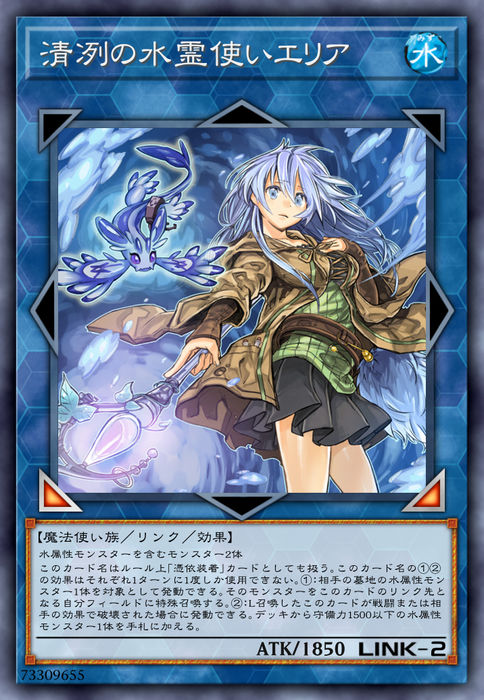 清冽の水霊使いエリア
みず
水
【魔法使い族／リンク／効果】
水属性モンスターを含むモンスター2体
このカード名はルール上「憑依装着」カードとしても扱う。このカード名の①②
の効果はそれぞれ1ターンに1度しか使用できない。①：相手の墓地の水属性モン
スター1体を対象として発動できる。そのモンスターをこのカードのリンク先と
なる自分フィールドに特殊召喚する。②：L召喚したこのカードが戦闘または相
手の効果で破壊された場合に発動できる。デッキから守備力1500以下の水属性
モンスター1体を手札に加える。
ATK/1850 LINK-2
73309655